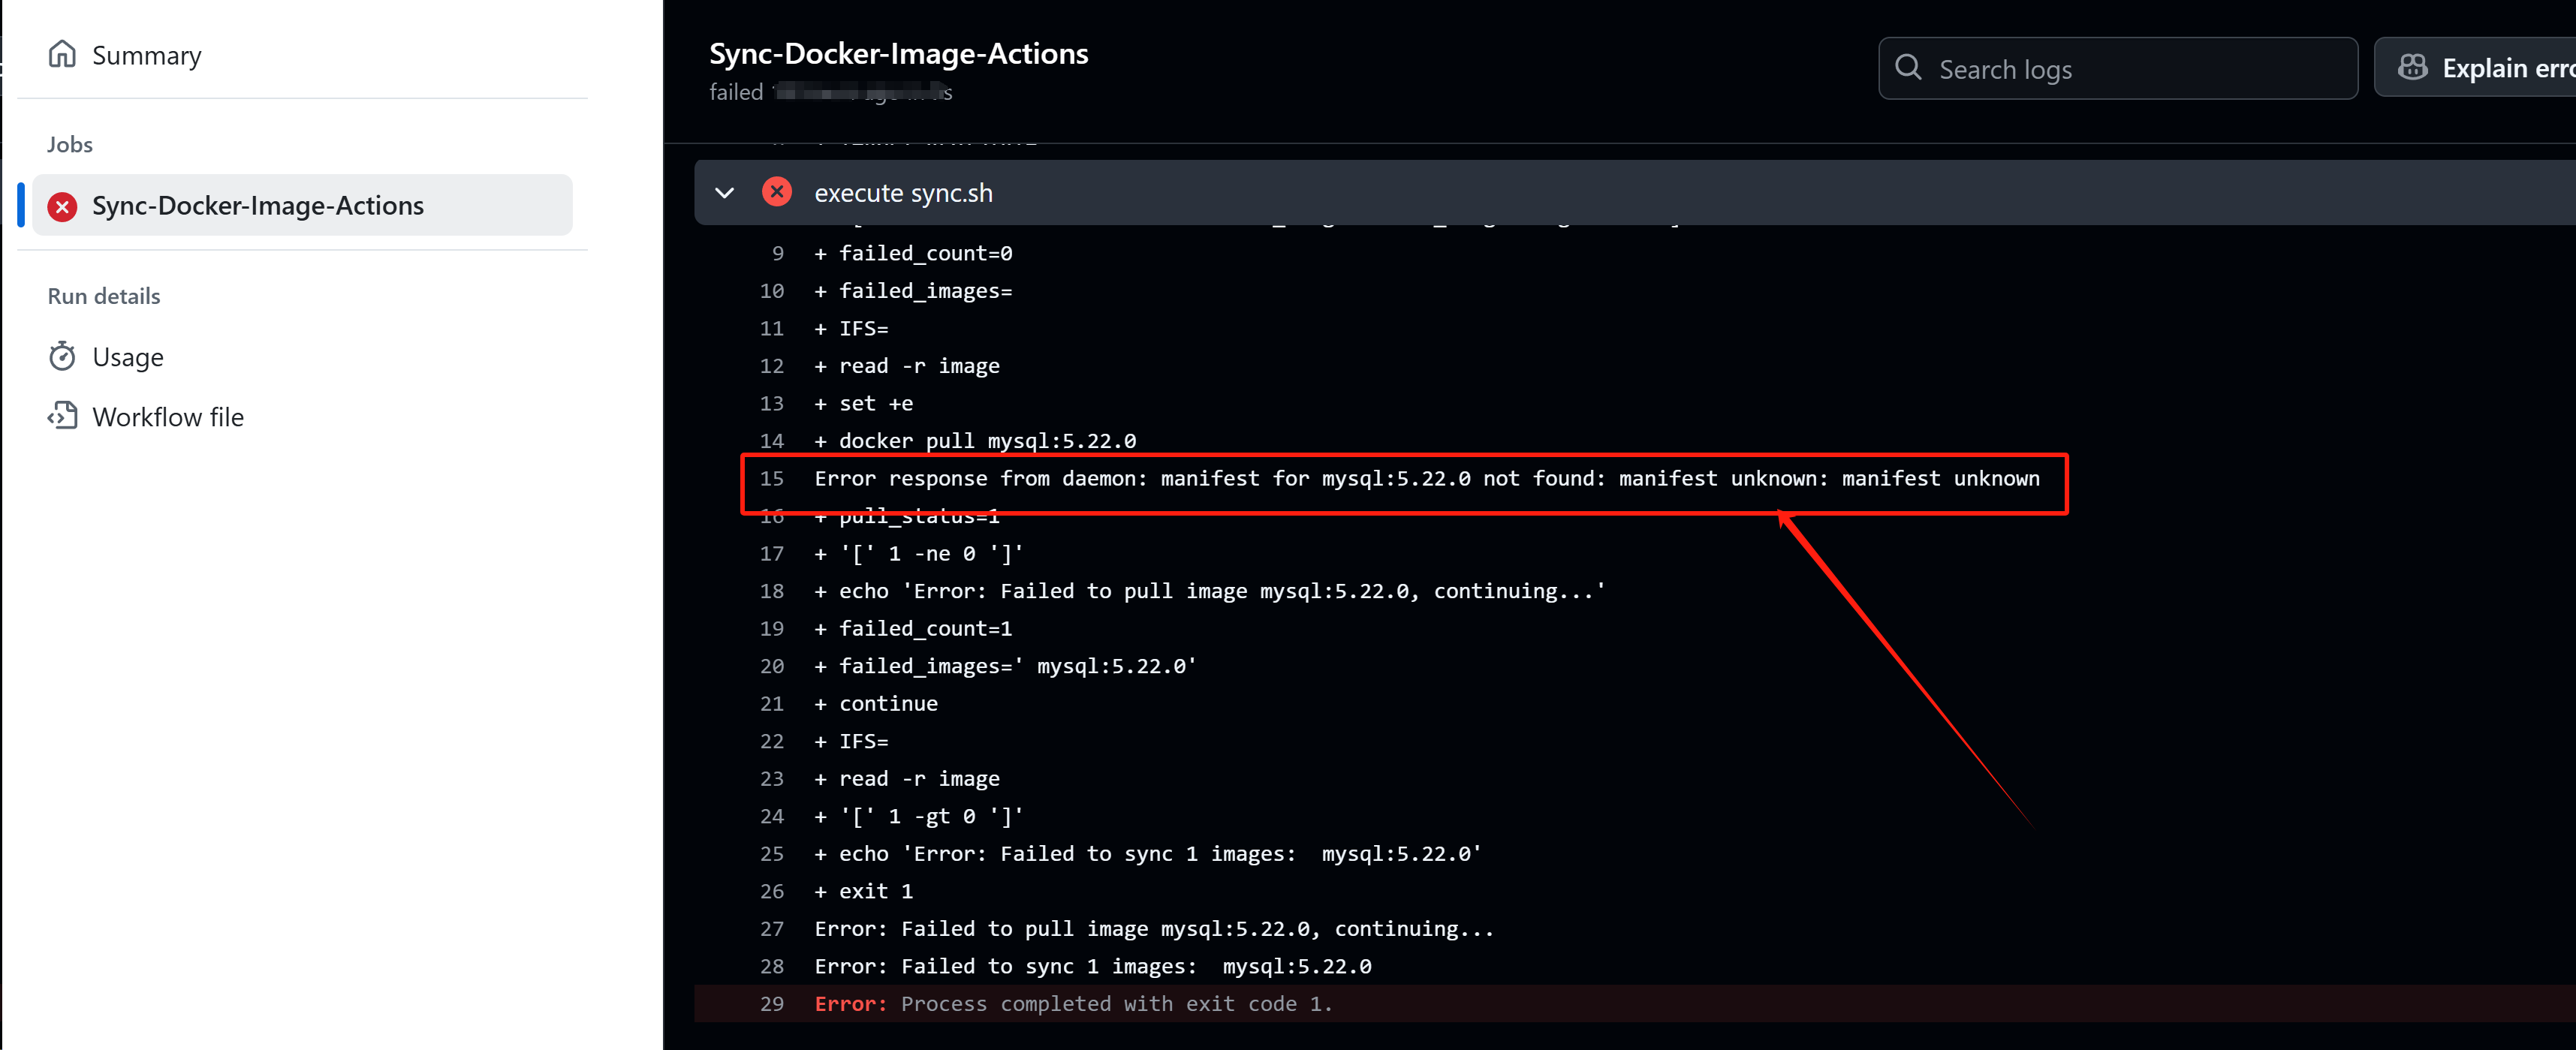 Summary
Jobs
Sync-Docker-Image-Actions
Run details
Usage
Workflow file
Sync-Docker-Image-Actions
failed
Search logs
Explain erro
execute sync.sh
9 + failed_count=0
10 + failed_images=
11 + IFS=
12 + read -r image
13 + set +e
14 + docker pull mysql:5.22.0
15 Error response from daemon: manifest for mysql:5.22.0 not found: manifest unknown: manifest unknown
16 + pull_status=1
17 + '[' 1 -ne 0 ']'
18 + echo 'Error: Failed to pull image mysql:5.22.0, continuing...'
19 + failed_count=1
20 + failed_images=' mysql:5.22.0'
21 + continue
22 + IFS=
23 + read -r image
24 + '[' 1 -gt 0 ']'
25 + echo 'Error: Failed to sync 1 images:  mysql:5.22.0'
26 + exit 1
27 Error: Failed to pull image mysql:5.22.0, continuing...
28 Error: Failed to sync 1 images:  mysql:5.22.0
29 Error: Process completed with exit code 1.